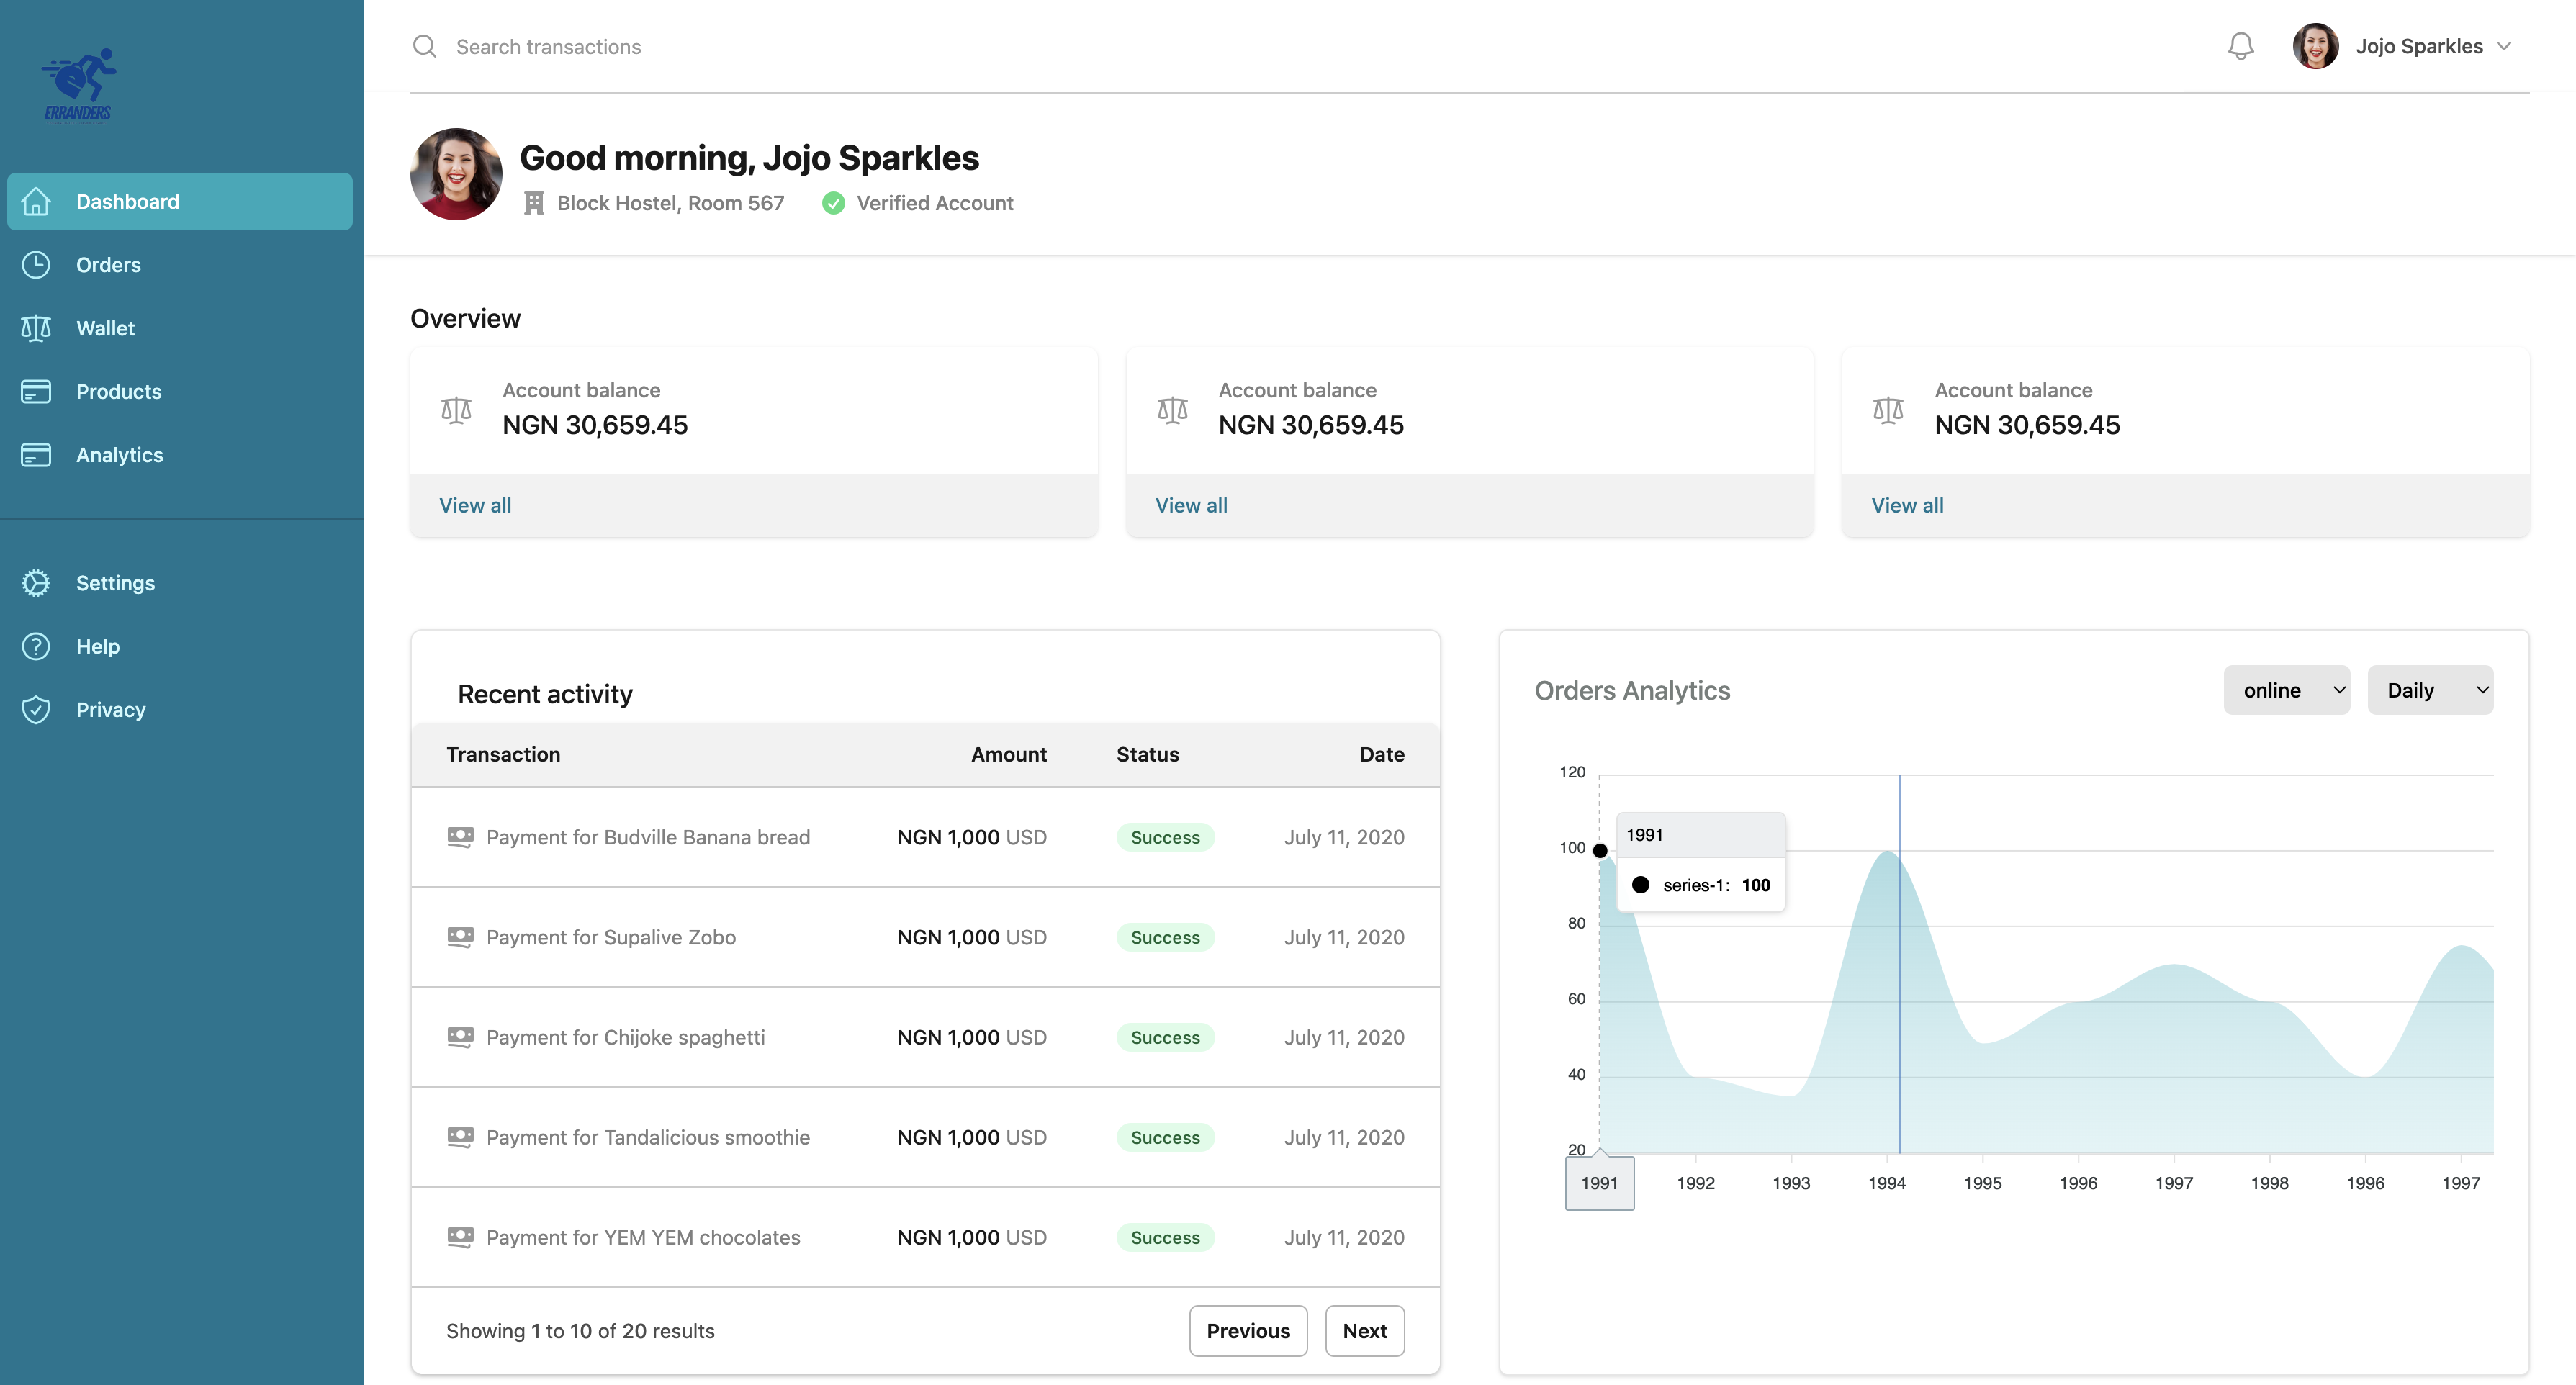 ERRANDERS
Dashboard
Orders
Wallet
Products
Analytics
Settings
Help
Privacy
Search transactions
Jojo Sparkles
Good morning, Jojo Sparkles
Block Hostel, Room 567 Verified Account
Overview
Account balance
NGN 30,659.45
View all
Account balance
NGN 30,659.45
View all
Account balance
NGN 30,659.45
View all
Recent activity
Transaction Amount Status Date
Payment for Budville Banana bread NGN 1,000 USD Success July 11, 2020
Payment for Supalive Zobo NGN 1,000 USD Success July 11, 2020
Payment for Chijoke spaghetti NGN 1,000 USD Success July 11, 2020
Payment for Tandalicious smoothie NGN 1,000 USD Success July 11, 2020
Payment for YEM YEM chocolates NGN 1,000 USD Success July 11, 2020
Showing 1 to 10 of 20 results Previous Next
Orders Analytics online Daily
120
100
80
60
40
20
1991
series-1: 100
1991 1992 1993 1994 1995 1996 1997 1998 1996 1997